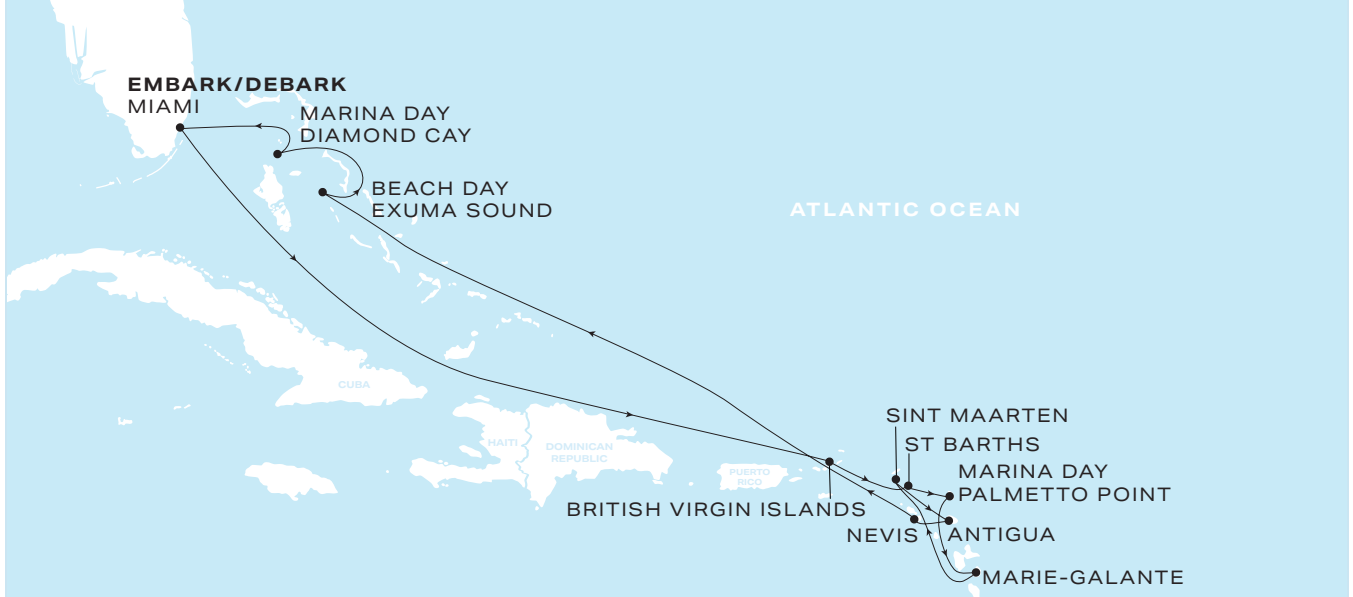 EMBARK/DEBARK
MIAMI
MARINA DAY
DIAMOND CAY
BEACH DAY
EXUMA SOUND
ATLANTIC OCEAN
CUBA
HAITI
DOMINICAN
REPUBLIC
PUERTO
RICO
SINT MAARTEN
ST BARTHS
MARINA DAY
PALMETTO POINT
BRITISH VIRGIN ISLANDS
NEVIS
ANTIGUA
MARIE-GALANTE